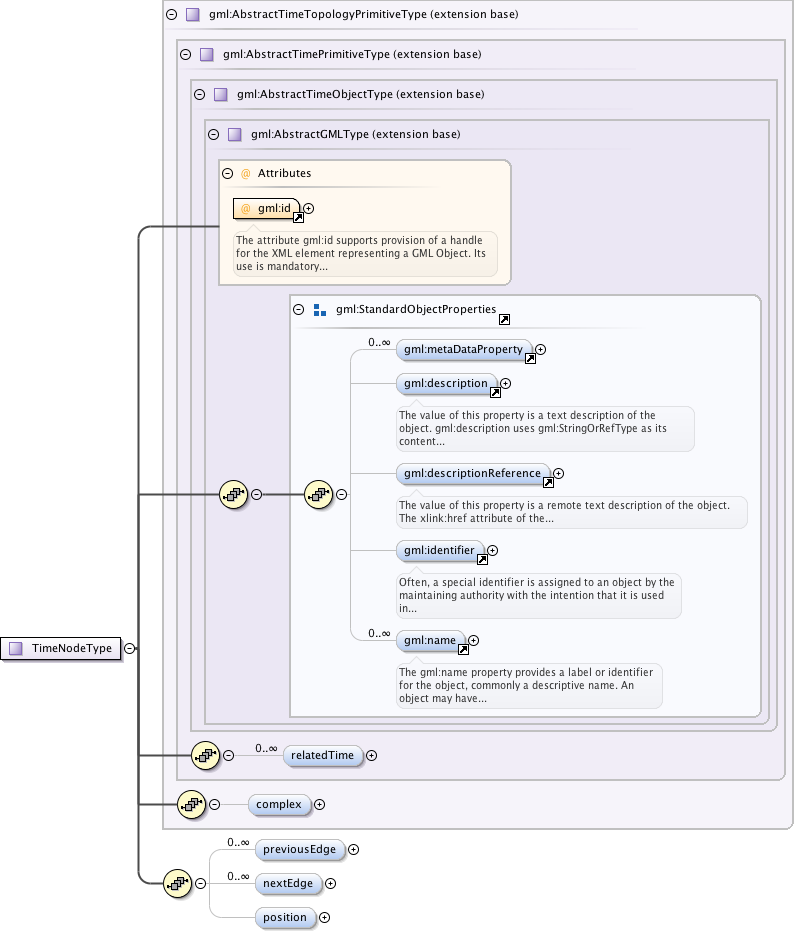 gml:AbstractTimeTopologyPrimitiveType (extension base)
gml:AbstractTimePrimitiveType (extension base)
gml:AbstractTimeObjectType (extension base)
gml:AbstractGMLType (extension base)
@ Attributes
@ gml:id
The attribute gml:id supports provision of a handle
for the XML element representing a GML Object. Its
use is mandatory...
gml:StandardObjectProperties
0..∞
gml:metaDataProperty
gml:description
The value of this property is a text description of the
object. gml:description uses gml:StringOrRefType as its
content...
gml:descriptionReference
The value of this property is a remote text description of the object.
The xlink:href attribute of the...
gml:identifier
Often, a special identifier is assigned to an object by the
maintaining authority with the intention that it is used
in...
0..∞
gml:name
The gml:name property provides a label or identifier
for the object, commonly a descriptive name. An
object may have...
TimeNodeType
0..∞
relatedTime
complex
0..∞
previousEdge
0..∞
nextEdge
position